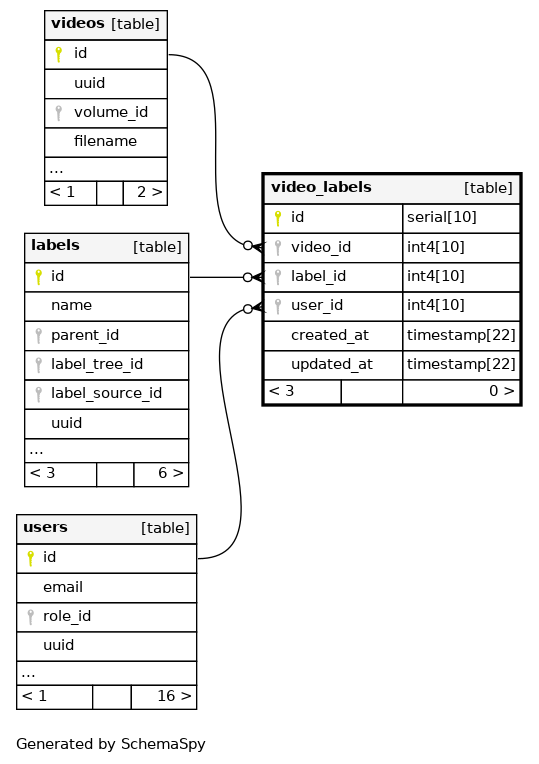 videos [table]
id
uuid
volume_id
filename
...
< 1 2 >
video_labels [table]
id serial[10]
video_id int4[10]
label_id int4[10]
user_id int4[10]
created_at timestamp[22]
updated_at timestamp[22]
< 3 0 >
labels [table]
id
name
parent_id
label_tree_id
label_source_id
uuid
...
< 3 6 >
users [table]
id
email
role_id
uuid
...
< 1 16 >
Generated by SchemaSpy